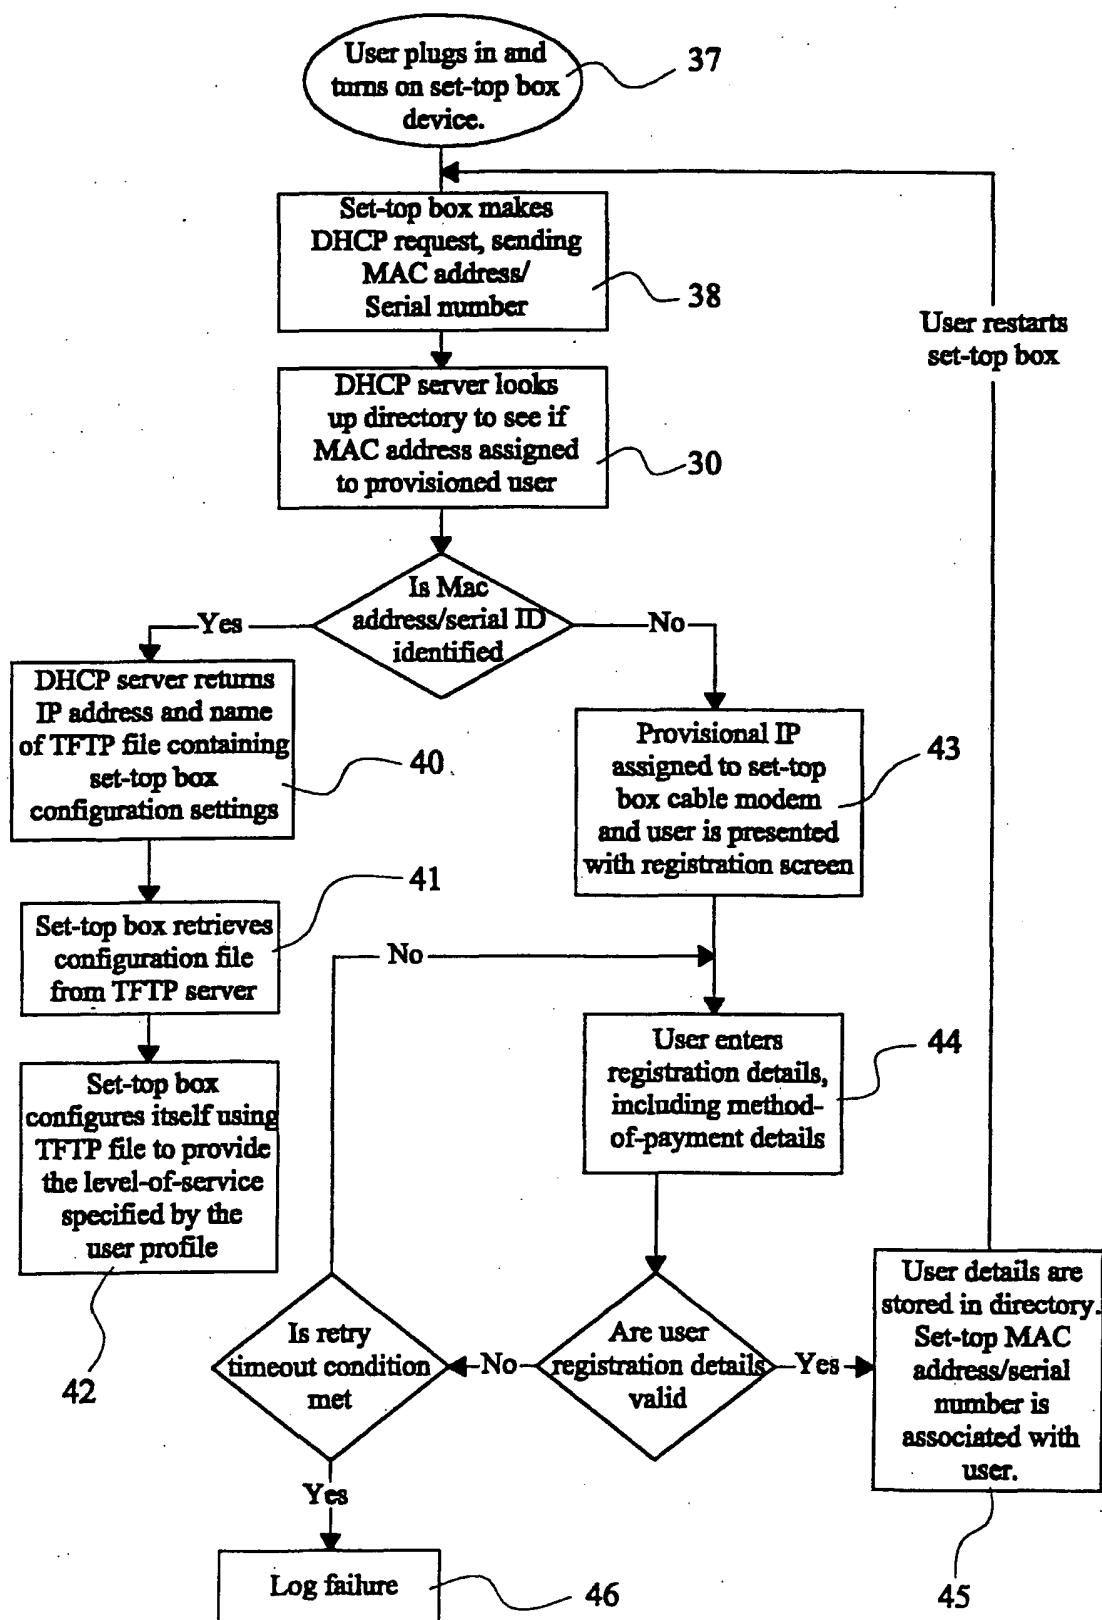 User plugs in and
turns on set-top box
device.
37
Set-top box makes
DHCP request, sending
MAC address/
Serial number
38
User restarts
set-top box
DHCP server looks
up directory to see if
MAC address assigned
to provisioned user
30
Is Mac
address/serial ID
identified
Yes
No
DHCP server returns
IP address and name
of TFTP file containing
set-top box
configuration settings
40
Provisional IP
assigned to set-top
box cable modem
and user is presented
with registration screen
43
Set-top box retrieves
configuration file
from TFTP server
41
No
User enters
registration details,
including method-
of-payment details
44
Set-top box
configures itself using
TFTP file to provide
the level-of-service
specified by the
user profile
42
Is retry
timeout condition
met
No
Are user
registration details
valid
Yes
User details are
stored in directory.
Set-top MAC
address/serial
number is
associated with
user.
45
Yes
Log failure
46